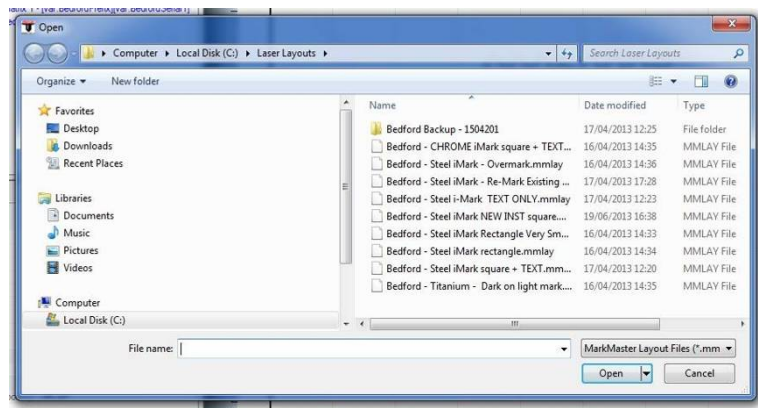 atrix 1 - [Var.BedfordPrefix][Var.BedfordSerial1]
Open
Computer Local Disk (C:) Laser Layouts
Search Laser Layouts
Organize New folder
Name Date modified Type
Favorites
Desktop
Downloads
Recent Places
Libraries
Documents
Music
Pictures
Videos
Computer
Local Disk (C:)
Bedford Backup - 1504201 17/04/2013 12:25 File folder
Bedford - CHROME iMark square + TEXT... 16/04/2013 14:35 MMLAY File
Bedford - Steel iMark - Overmark.mmlay 16/04/2013 14:36 MMLAY File
Bedford - Steel iMark - Re-Mark Existing ... 17/04/2013 17:28 MMLAY File
Bedford - Steel i-Mark TEXT ONLY.mmlay 17/04/2013 12:23 MMLAY File
Bedford - Steel iMark NEW INST square.... 19/06/2013 16:38 MMLAY File
Bedford - Steel iMark Rectangle Very Sm... 16/04/2013 14:33 MMLAY File
Bedford - Steel iMark rectangle.mmlay 16/04/2013 14:34 MMLAY File
Bedford - Steel iMark square + TEXT.mm... 17/04/2013 12:20 MMLAY File
Bedford - Titanium - Dark on light mark.... 16/04/2013 14:35 MMLAY File
File name: MarkMaster Layout Files (*.mm
Open Cancel